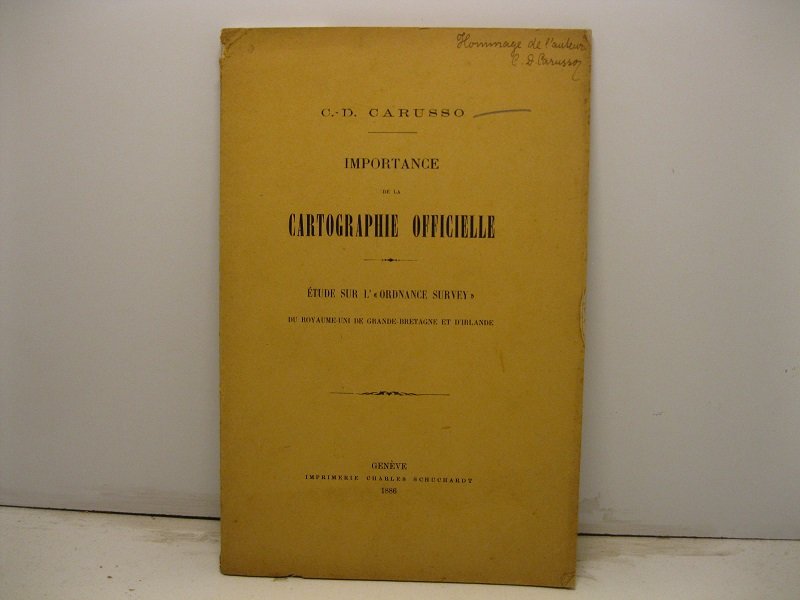 Hommage de l'auteur
C. D. Carusso
C.-D. CARUSSO
IMPORTANCE
DE LA
CARTOGRAPHIE OFFICIELLE
ÉTUDE SUR L'« ORDNANCE SURVEY »
DU ROYAUME-UNI DE GRANDE-BRETAGNE ET D'IRLANDE
GENÈVE
IMPRIMERIE CHARLES SCHUCHARDT
1886